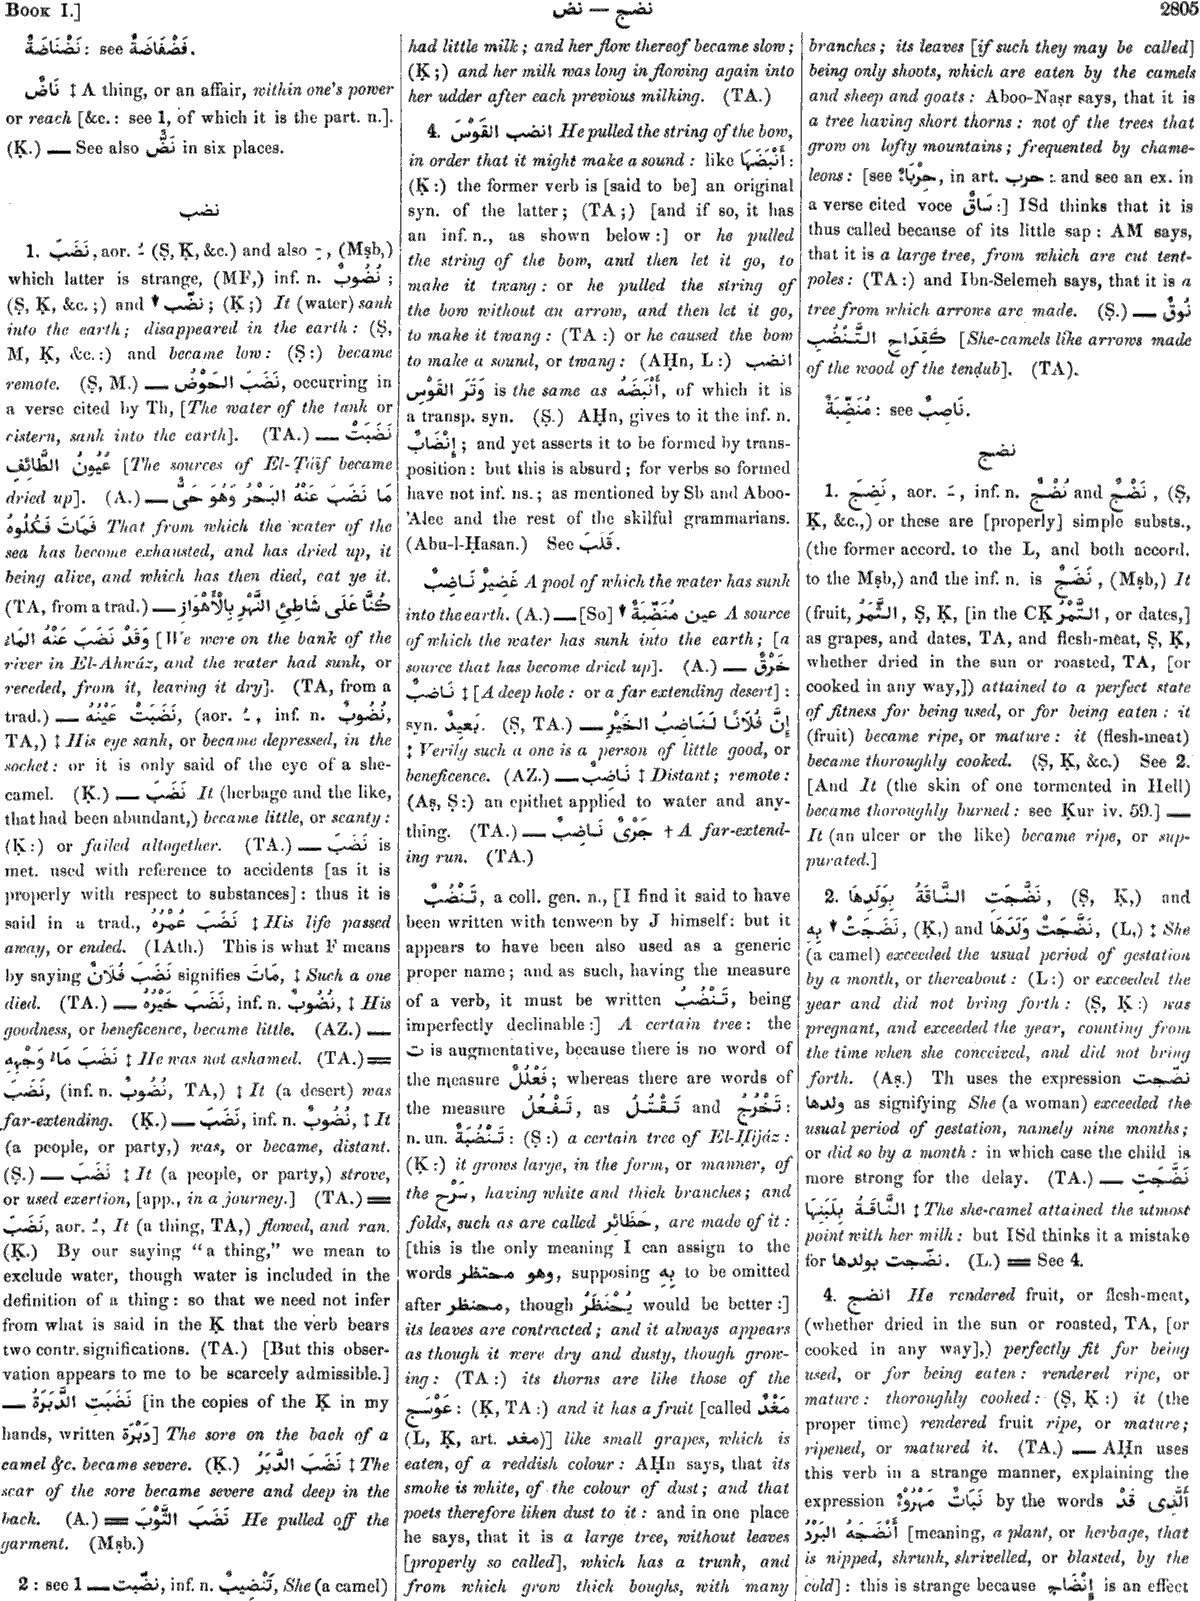 BOOK I.]
نض — نضج
2805
نَضْنَاضَةٌ: see فَضْفَاضَةٌ.
نَاضٌّ ‡ A thing, or an affair, within one's power
or reach [&c.: see 1, of which it is the part. n.].
(Ḳ.) — See also نَضٌّ in six places.
نضب
1. نَضَبَ, aor. ـُ (Ṣ, Ḳ, &c.) and also ـِ, (Mṣb,)
which latter is strange, (MF,) inf. n. نُضُوبٌ;
(Ṣ, Ḳ, &c.;) and ▾ نضّب; (Ḳ;) It (water) sank
into the earth; disappeared in the earth: (Ṣ,
M, Ḳ, &c.:) and became low: (Ṣ:) became
remote. (Ṣ, M.) — نَضَبَ الحَوْضُ, occurring in
a verse cited by Th, [The water of the tank or
cistern, sank into the earth]. (TA.) — نَضَبَتْ
عُيُونُ الطَّائِفِ [The sources of El-Ṭáïf became
dried up]. (A.) — مَا نَضَبَ عَنْهُ البَحْرُ وَهُوَ حَىٌّ
فَمَاتَ فَكُلُوهُ That from which the water of the
sea has become exhausted, and has dried up, it
being alive, and which has then died, eat ye it.
(TA, from a trad.) — كُنَّا عَلَى شَاطِئِ النَّهْرِ بِالْأَهْوَازِ
وَقَدْ نَضَبَ عَنْهُ المَاءُ [We were on the bank of the
river in El-Ahwáz, and the water had sunk, or
receded, from it, leaving it dry]. (TA, from a
trad.) — نَضَبَتْ عَيْنُهُ, (aor. ـُ, inf. n. نُضُوبٌ,
TA,) ‡ His eye sank, or became depressed, in the
socket: or it is only said of the eye of a she-
camel. (Ḳ.) — نَضَبَ It (herbage and the like,
that had been abundant,) became little, or scanty:
(Ḳ:) or failed altogether. (TA.) — نَضَبَ is
met. used with reference to accidents [as it is
properly with respect to substances]: thus it is
said in a trad., نَضَبَ عُمْرُهُ ‡ His life passed
away, or ended. (IAth.) This is what F means
by saying نَضَبَ فُلَانٌ signifies مَاتَ, ‡ Such a one
died. (TA.) — نَضَبَ خَيْرُهُ, inf. n. نُضُوبٌ, ‡ His
goodness, or beneficence, became little. (AZ.) —
نَضَبَ مَاءُ وَجْهِهِ ‡ He was not ashamed. (TA.) =
نَضَبَ, (inf. n. نُضُوبٌ, TA,) ‡ It (a desert) was
far-extending. (Ḳ.) — نَضَبَ, inf. n. نُضُوبٌ, ‡ It
(a people, or party,) was, or became, distant.
(Ṣ.) — نَضَبَ ‡ It (a people, or party,) strove,
or used exertion, [app., in a journey.] (TA.) =
نَضَبَ, aor. ـُ, It (a thing, TA,) flowed, and ran.
(Ḳ.) By our saying “a thing,” we mean to
exclude water, though water is included in the
definition of a thing: so that we need not infer
from what is said in the Ḳ that the verb bears
two contr. significations. (TA.) [But this obser-
vation appears to me to be scarcely admissible.]
— نَضَبَتِ الدَّبَرَةُ [in the copies of the Ḳ in my
hands, written دَبْرَة] The sore on the back of a
camel &c. became severe. (Ḳ.) نَضَبَ الدَّبَرُ ‡ The
scar of the sore became severe and deep in the
back. (A.) = نَضَبَ الثَّوْبَ He pulled off the
garment. (Mṣb.)
2: see 1 — نضّبت, inf. n. تَنْضِيبٌ, She (a camel)
had little milk; and her flow thereof became slow;
(Ḳ;) and her milk was long in flowing again into
her udder after each previous milking. (TA.)
4. انضب القَوْسَ He pulled the string of the bow,
in order that it might make a sound: like أَنْبَضَهَا:
(Ḳ:) the former verb is [said to be] an original
syn. of the latter; (TA;) [and if so, it has
an inf. n., as shown below:] or he pulled
the string of the bow, and then let it go, to
make it twang: or he pulled the string of
the bow without an arrow, and then let it go,
to make it twang: (TA:) or he caused the bow
to make a sound, or twang: (AḤn, L:) انضب
وَتَرَ القَوْسِ is the same as أَنْبَضَهُ, of which it is
a transp. syn. (Ṣ.) AḤn, gives to it the inf. n.
إِنْضَابٌ; and yet asserts it to be formed by trans-
position: but this is absurd; for verbs so formed
have not inf. ns.; as mentioned by Sb and Aboo-
'Alee and the rest of the skilful grammarians.
(Abu-l-Ḥasan.) See قَلَبَ.
غَضِيرٌ نَاضِبٌ A pool of which the water has sunk
into the earth. (A.) — [So] ▾ عين مُنَضِّبَةٌ A source
of which the water has sunk into the earth; [a
source that has become dried up]. (A.) — خَرْقٌ
نَاضِبٌ ‡ [A deep hole: or a far extending desert]:
syn. بَعِيدٌ. (Ṣ, TA.) — إِنَّ فُلَانًا لَنَاضِبُ الخَيْرِ
‡ Verily such a one is a person of little good, or
beneficence. (AZ.) — نَاضِبٌ ‡ Distant; remote:
(Aṣ, Ṣ:) an epithet applied to water and any-
thing. (TA.) — جَرْىٌ نَاضِبٌ † A far-extend-
ing run. (TA.)
تَنْضُبٌ, a coll. gen. n., [I find it said to have
been written with tenween by J himself: but it
appears to have been also used as a generic
proper name; and as such, having the measure
of a verb, it must be written تَنْضُبُ, being
imperfectly declinable:] A certain tree: the
ت is augmentative, because there is no word of
the measure فَعْلُلٌ; whereas there are words of
the measure تَفْعُلُ, as تَقْتُلُ and تَخْرُجُ:
n. un. تَنْضُبَةٌ: (Ṣ:) a certain tree of El-Ḥijáz:
(Ḳ:) it grows large, in the form, or manner, of
the سَرْح, having white and thick branches; and
folds, such as are called حَظَائِر, are made of it:
[this is the only meaning I can assign to the
words وهو محتظر, supposing بِهِ to be omitted
after محتظر, though يُحْتَظَرُ would be better:]
its leaves are contracted; and it always appears
as though it were dry and dusty, though grow-
ing: (TA:) its thorns are like those of the
عَوْسَج: (Ḳ, TA:) and it has a fruit [called مَغْدٌ
(L, Ḳ, art. مغد)] like small grapes, which is
eaten, of a reddish colour: AḤn says, that its
smoke is white, of the colour of dust; and that
poets therefore liken dust to it: and in one place
he says, that it is a large tree, without leaves
[properly so called], which has a trunk, and
from which grow thick boughs, with many
branches; its leaves [if such they may be called]
being only shoots, which are eaten by the camels
and sheep and goats: Aboo-Naṣr says, that it is
a tree having short thorns: not of the trees that
grow on lofty mountains; frequented by chame-
leons: [see حِرْبَاءٌ, in art. حرب: and see an ex. in
a verse cited voce سَاقٌ:] ISd thinks that it is
thus called because of its little sap: AM says,
that it is a large tree, from which are cut tent-
poles: (TA:) and Ibn-Selemeh says, that it is a
tree from which arrows are made. (Ṣ.) — نُوقٌ
كَقِدَاحِ التَّنْضُبِ [She-camels like arrows made
of the wood of the tenḍub]. (TA).
مُنَضِّبَةٌ: see نَاضِبٌ.
نضج
1. نَضِجَ, aor. ـَ, inf. n. نُضْجٌ and نَضْجٌ, (Ṣ,
Ḳ, &c.,) or these are [properly] simple substs.,
(the former accord. to the L, and both accord.
to the Mṣb,) and the inf. n. is نَضَجٌ, (Mṣb,) It
(fruit, الثَّمَرُ, Ṣ, Ḳ, [in the CḲ التَّمْرُ, or dates,]
as grapes, and dates, TA, and flesh-meat, Ṣ, Ḳ,
whether dried in the sun or roasted, TA, [or
cooked in any way,]) attained to a perfect state
of fitness for being used, or for being eaten: it
(fruit) became ripe, or mature: it (flesh-meat)
became thoroughly cooked. (Ṣ, Ḳ, &c.) See 2.
[And It (the skin of one tormented in Hell)
became thoroughly burned: see Ḳur iv. 59.] —
It (an ulcer or the like) became ripe, or sup-
purated.]
2. نَضَّجَتِ النَّاقَةُ بِوَلَدِهَا, (Ṣ, Ḳ,) and
نَضَجَتْ ▾ بِهِ, (Ḳ,) and نَضَّجَتْ وَلَدَهَا, (L,) ‡ She
(a camel) exceeded the usual period of gestation
by a month, or thereabout: (L:) or exceeded the
year and did not bring forth: (Ṣ, Ḳ:) was
pregnant, and exceeded the year, counting from
the time when she conceived, and did not bring
forth. (Aṣ.) Th uses the expression نضّجت
ولدها as signifying She (a woman) exceeded the
usual period of gestation, namely nine months;
or did so by a month: in which case the child is
more strong for the delay. (TA.) — نَضَّجَتِ
النَّاقَةُ بِلَبَنِهَا ‡ The she-camel attained the utmost
point with her milk: but ISd thinks it a mistake
for نضّجت بولدها. (L.) = See 4.
4. انضج He rendered fruit, or flesh-meat,
(whether dried in the sun or roasted, TA, [or
cooked in any way],) perfectly fit for being
used, or for being eaten: rendered ripe, or
mature: thoroughly cooked: (Ṣ, Ḳ:) it (the
proper time) rendered fruit ripe, or mature;
ripened, or matured it. (TA.) — AḤn uses
this verb in a strange manner, explaining the
expression نَبَاتٌ مَهْرُوْءٌ by the words أَلَّذِى قَدْ
أَنْضَجَهُ البَرْدُ [meaning, a plant, or herbage, that
is nipped, shrunk, shrivelled, or blasted, by the
cold]: this is strange because إِنْضَاج is an effect